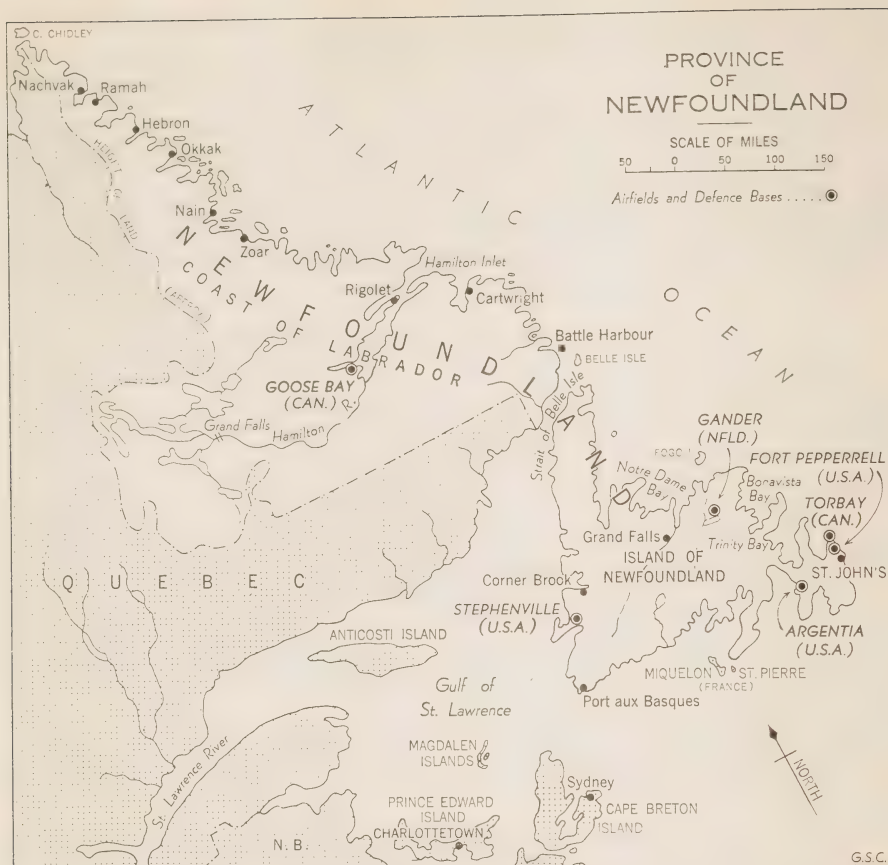 PROVINCE
OF
NEWFOUNDLAND
SCALE OF MILES
50 0 50 100 150
Airfields and Defence Bases .....
C. CHIDLEY
Nachvak
Ramah
Hebron
Okkak
HEIGHT OF LAND
Nain
Zoar
ATLANTIC
OCEAN
NEWFOUNDLAND
COAST OF
LABRADOR
Hamilton Inlet
Rigolet
Cartwright
Battle Harbour
BELLE ISLE
GOOSE BAY
(CAN.)
Grand Falls
Hamilton R.
Strait of Belle Isle
GANDER
(NFLD.)
FOGO I.
FORT PEPPERRELL
(U.S.A.)
Notre Dame
Bay
Bonavista
Bay
TORBAY
(CAN.)
Grand Falls
Trinity Bay
ISLAND OF
NEWFOUNDLAND
ST. JOHN'S
QUEBEC
Corner Brook
STEPHENVILLE
(U.S.A.)
ARGENTIA
(U.S.A.)
ANTICOSTI ISLAND
MIQUELON
ST. PIERRE
(FRANCE)
Gulf of
St. Lawrence
Port aux Basques
St. Lawrence River
MAGDALEN
ISLANDS
Sydney
CAPE BRETON
ISLAND
PRINCE EDWARD
ISLAND
CHARLOTTETOWN
N.B.
NORTH
G.S.C.